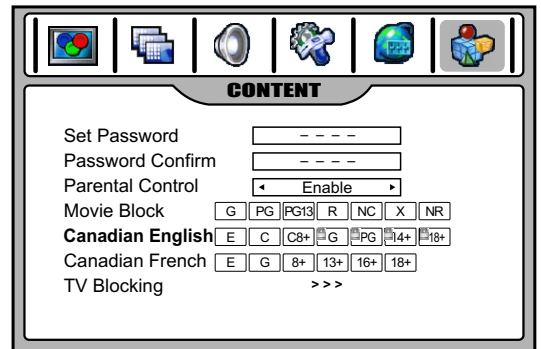 CONTENT
Set Password – – – –
Password Confirm – – – –
Parental Control Enable
Movie Block G PG PG13 R NC X NR
Canadian English E C C8+ G PG 14+ 18+
Canadian French E G 8+ 13+ 16+ 18+
TV Blocking >>>